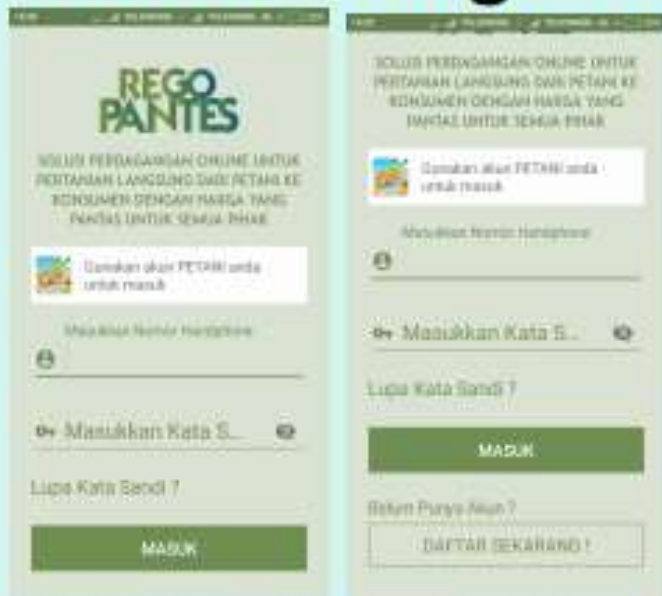 REGO
PANTES
SOLUSI PERDAGANGAN ONLINE UNTUK
PERTANIAN LANGSUNG DARI PETANI KE
KONSUMEN DENGAN HARGA YANG
PANTAS UNTUK SEMUA PIHAK
Gunakan akun PETANI anda
untuk masuk
Masukkan Nomor Handphone
Masukkan Kata S...
Lupa Kata Sandi ?
MASUK
SOLUSI PERDAGANGAN ONLINE UNTUK
PERTANIAN LANGSUNG DARI PETANI KE
KONSUMEN DENGAN HARGA YANG
PANTAS UNTUK SEMUA PIHAK
Gunakan akun PETANI anda
untuk masuk
Masukkan Nomor Handphone
Masukkan Kata S...
Lupa Kata Sandi ?
MASUK
Belum Punya Akun ?
DAFTAR SEKARANG !